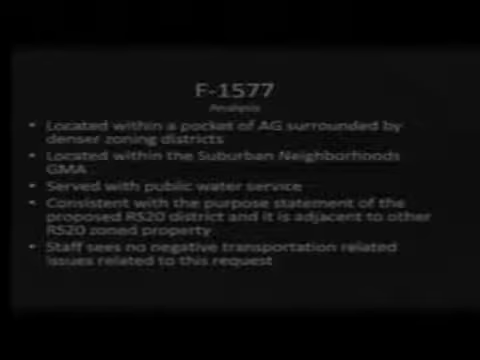 F-1577
Analysis
• Located within a pocket of AG surrounded by
denser zoning districts
• Located within the Suburban Neighborhoods
GMA
• Served with public water service
• Consistent with the purpose statement of the
proposed RS20 district and it is adjacent to other
RS20 zoned property
• Staff sees no negative transportation related
issues related to this request